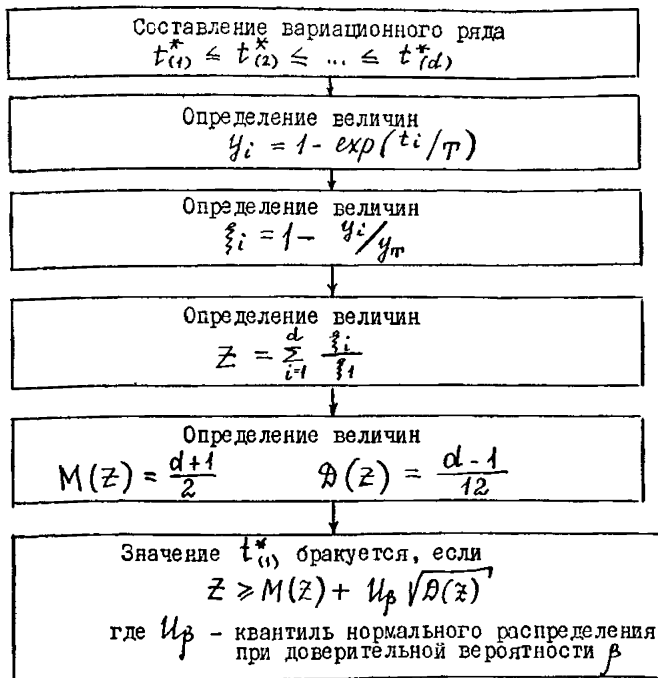 Составление вариационного ряда
t*(1) ≤ t*(2) ≤ ... ≤ t*(d)
Определение величин
yi = 1 - exp(ti/T)
Определение величин
ξi = 1 - yi/yT
Определение величин
Z = Σ_{i=1}^{d} ξi/ξ1
Определение величин
M(Z) = (d+1)/2 D(Z) = (d-1)/12
Значение t*(1) бракуется, если
Z ⩾ M(Z) + Uβ √D(Z)
где Uβ - квантиль нормального распределения
при доверительной вероятности β